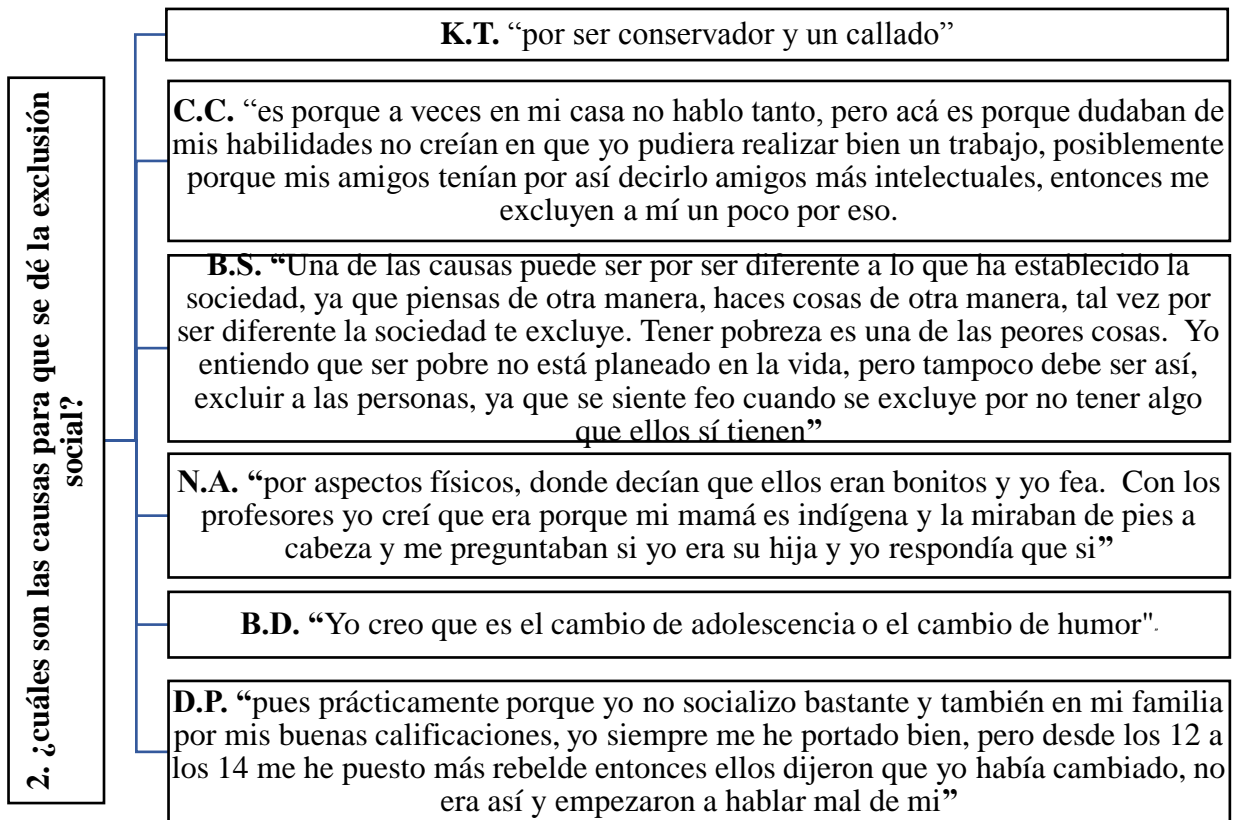 2. ¿cuáles son las causas para que se dé la exclusión
social?
K.T. “por ser conservador y un callado”
C.C. “es porque a veces en mi casa no hablo tanto, pero acá es porque dudaban de
mis habilidades no creían en que yo pudiera realizar bien un trabajo, posiblemente
porque mis amigos tenían por así decirlo amigos más intelectuales, entonces me
excluyen a mí un poco por eso.
B.S. “Una de las causas puede ser por ser diferente a lo que ha establecido la
sociedad, ya que piensas de otra manera, haces cosas de otra manera, tal vez por
ser diferente la sociedad te excluye. Tener pobreza es una de las peores cosas. Yo
entiendo que ser pobre no está planeado en la vida, pero tampoco debe ser así,
excluir a las personas, ya que se siente feo cuando se excluye por no tener algo
que ellos sí tienen”
N.A. “por aspectos físicos, donde decían que ellos eran bonitos y yo fea. Con los
profesores yo creí que era porque mi mamá es indígena y la miraban de pies a
cabeza y me preguntaban si yo era su hija y yo respondía que si”
B.D. “Yo creo que es el cambio de adolescencia o el cambio de humor".
D.P. “pues prácticamente porque yo no socializo bastante y también en mi familia
por mis buenas calificaciones, yo siempre me he portado bien, pero desde los 12 a
los 14 me he puesto más rebelde entonces ellos dijeron que yo había cambiado, no
era así y empezaron a hablar mal de mi”